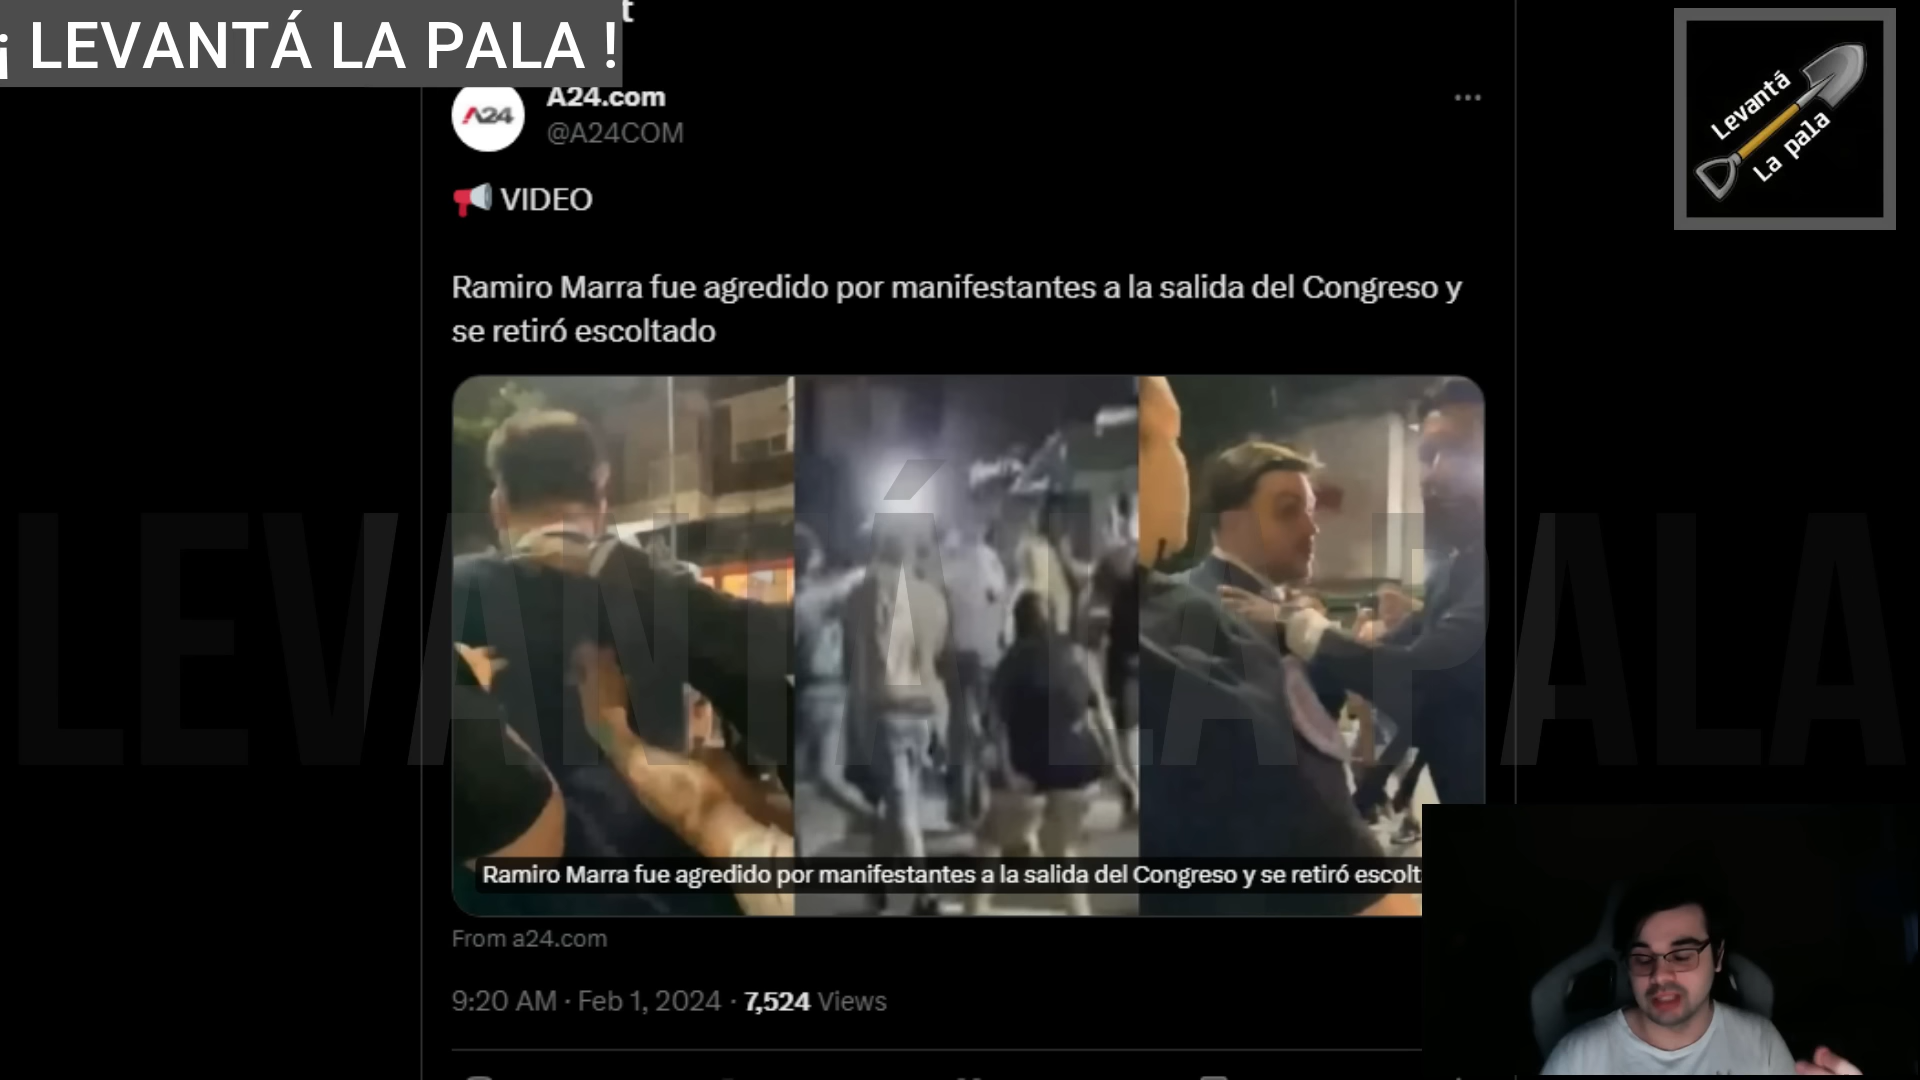 t
¡ LEVANTÁ LA PALA !
Levantá
La pala
A24
A24.com
@A24COM
VIDEO
Ramiro Marra fue agredido por manifestantes a la salida del Congreso y
se retiró escoltado
LEVANTÁ LA PALA
Ramiro Marra fue agredido por manifestantes a la salida del Congreso y se retiró escolt
From a24.com
9:20 AM · Feb 1, 2024 · 7,524 Views